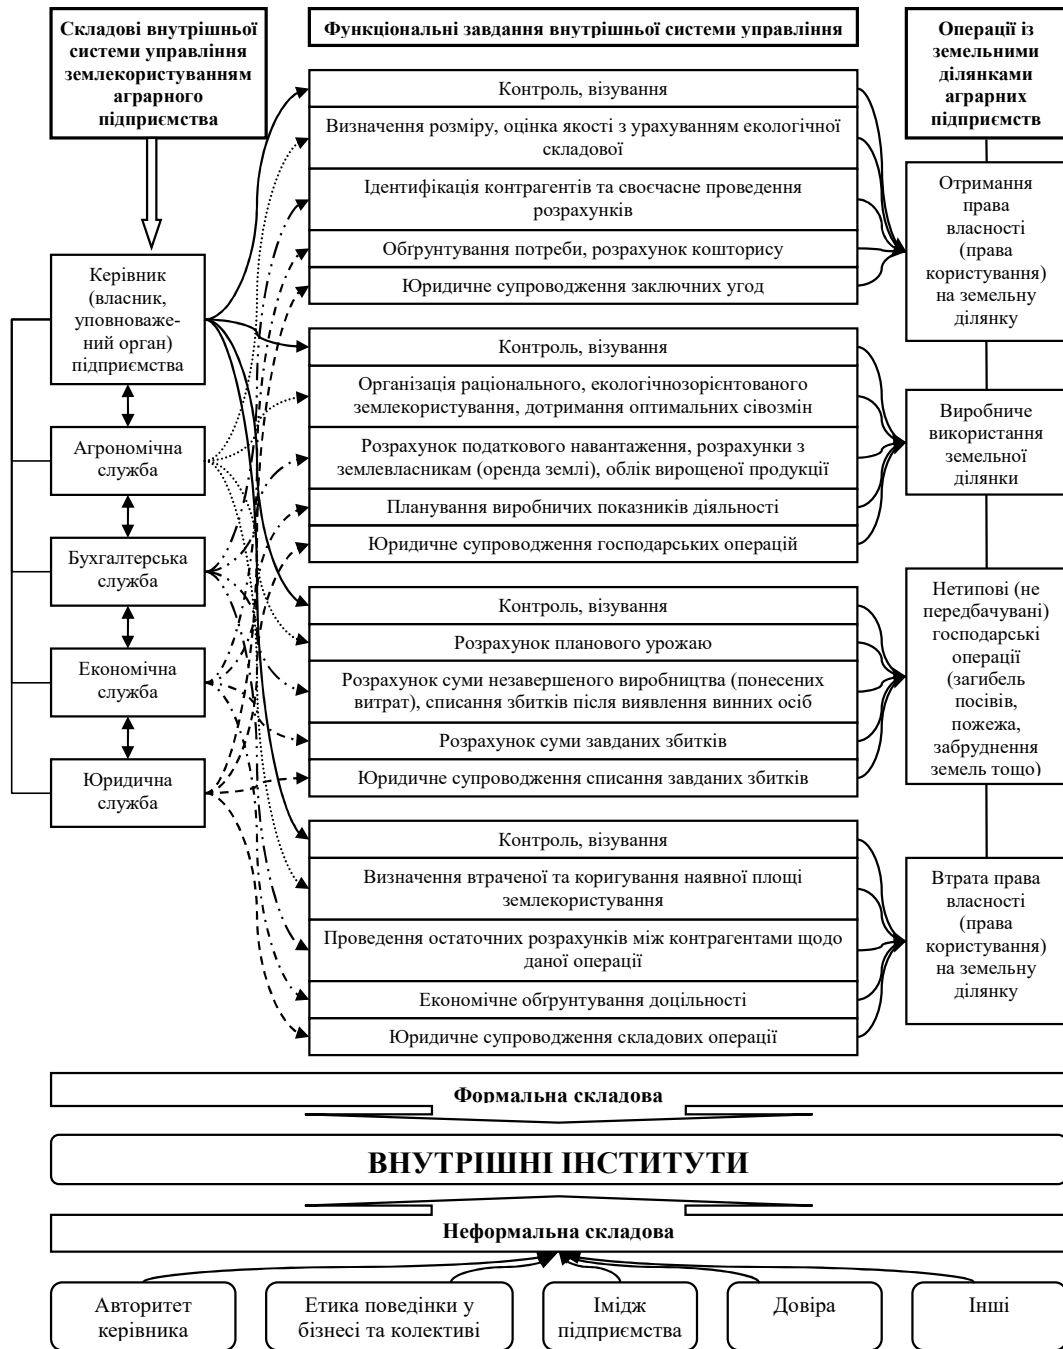 Складові внутрішньої
системи управління
землекористуванням
аграрного
підприємства
Функціональні завдання внутрішньої системи управління
Операції із
земельними
ділянками
аграрних
підприємств
Керівник
(власник,
уповноваже-
ний орган)
підприємства
Агрономічна
служба
Бухгалтерська
служба
Економічна
служба
Юридична
служба
Контроль, візування
Визначення розміру, оцінка якості з урахуванням екологічної
складової
Ідентифікація контрагентів та своєчасне проведення
розрахунків
Обґрунтування потреби, розрахунок кошторису
Юридичне супроводження заключних угод
Отримання
права
власності
(права
користування)
на земельну
ділянку
Контроль, візування
Організація раціонального, екологічнозорієнтованого
землекористування, дотримання оптимальних сівозмін
Розрахунок податкового навантаження, розрахунки з
землевласникам (оренда землі), облік вирощеної продукції
Планування виробничих показників діяльності
Юридичне супроводження господарських операцій
Виробниче
використання
земельної
ділянки
Контроль, візування
Розрахунок планового урожаю
Розрахунок суми незавершеного виробництва (понесених
витрат), списання збитків після виявлення винних осіб
Розрахунок суми завданих збитків
Юридичне супроводження списання завданих збитків
Нетипові (не
передбачувані)
господарські
операції
(загибель
посівів,
пожежа,
забруднення
земель тощо)
Контроль, візування
Визначення втраченої та коригування наявної площі
землекористування
Проведення остаточних розрахунків між контрагентами щодо
даної операції
Економічне обґрунтування доцільності
Юридичне супроводження складових операції
Втрата права
власності
(права
користування)
на земельну
ділянку
Формальна складова
ВНУТРІШНІ ІНСТИТУТИ
Неформальна складова
Авторитет
керівника
Етика поведінки у
бізнесі та колективі
Імідж
підприємства
Довіра
Інші